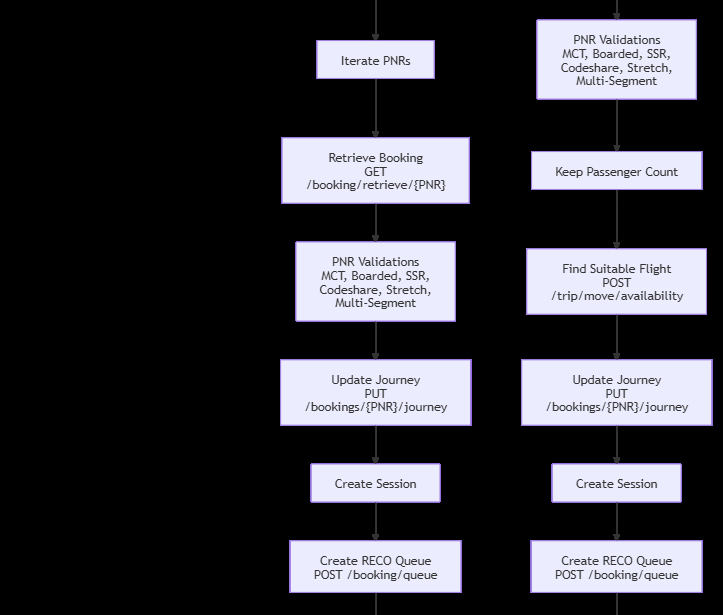 Iterate PNRs
Retrieve Booking
GET
/booking/retrieve/{PNR}
PNR Validations
MCT, Boarded, SSR,
Codeshare, Stretch,
Multi-Segment
Update Journey
PUT
/bookings/{PNR}/journey
Create Session
Create RECO Queue
POST /booking/queue
PNR Validations
MCT, Boarded, SSR,
Codeshare, Stretch,
Multi-Segment
Keep Passenger Count
Find Suitable Flight
POST
/trip/move/availability
Update Journey
PUT
/bookings/{PNR}/journey
Create Session
Create RECO Queue
POST /booking/queue